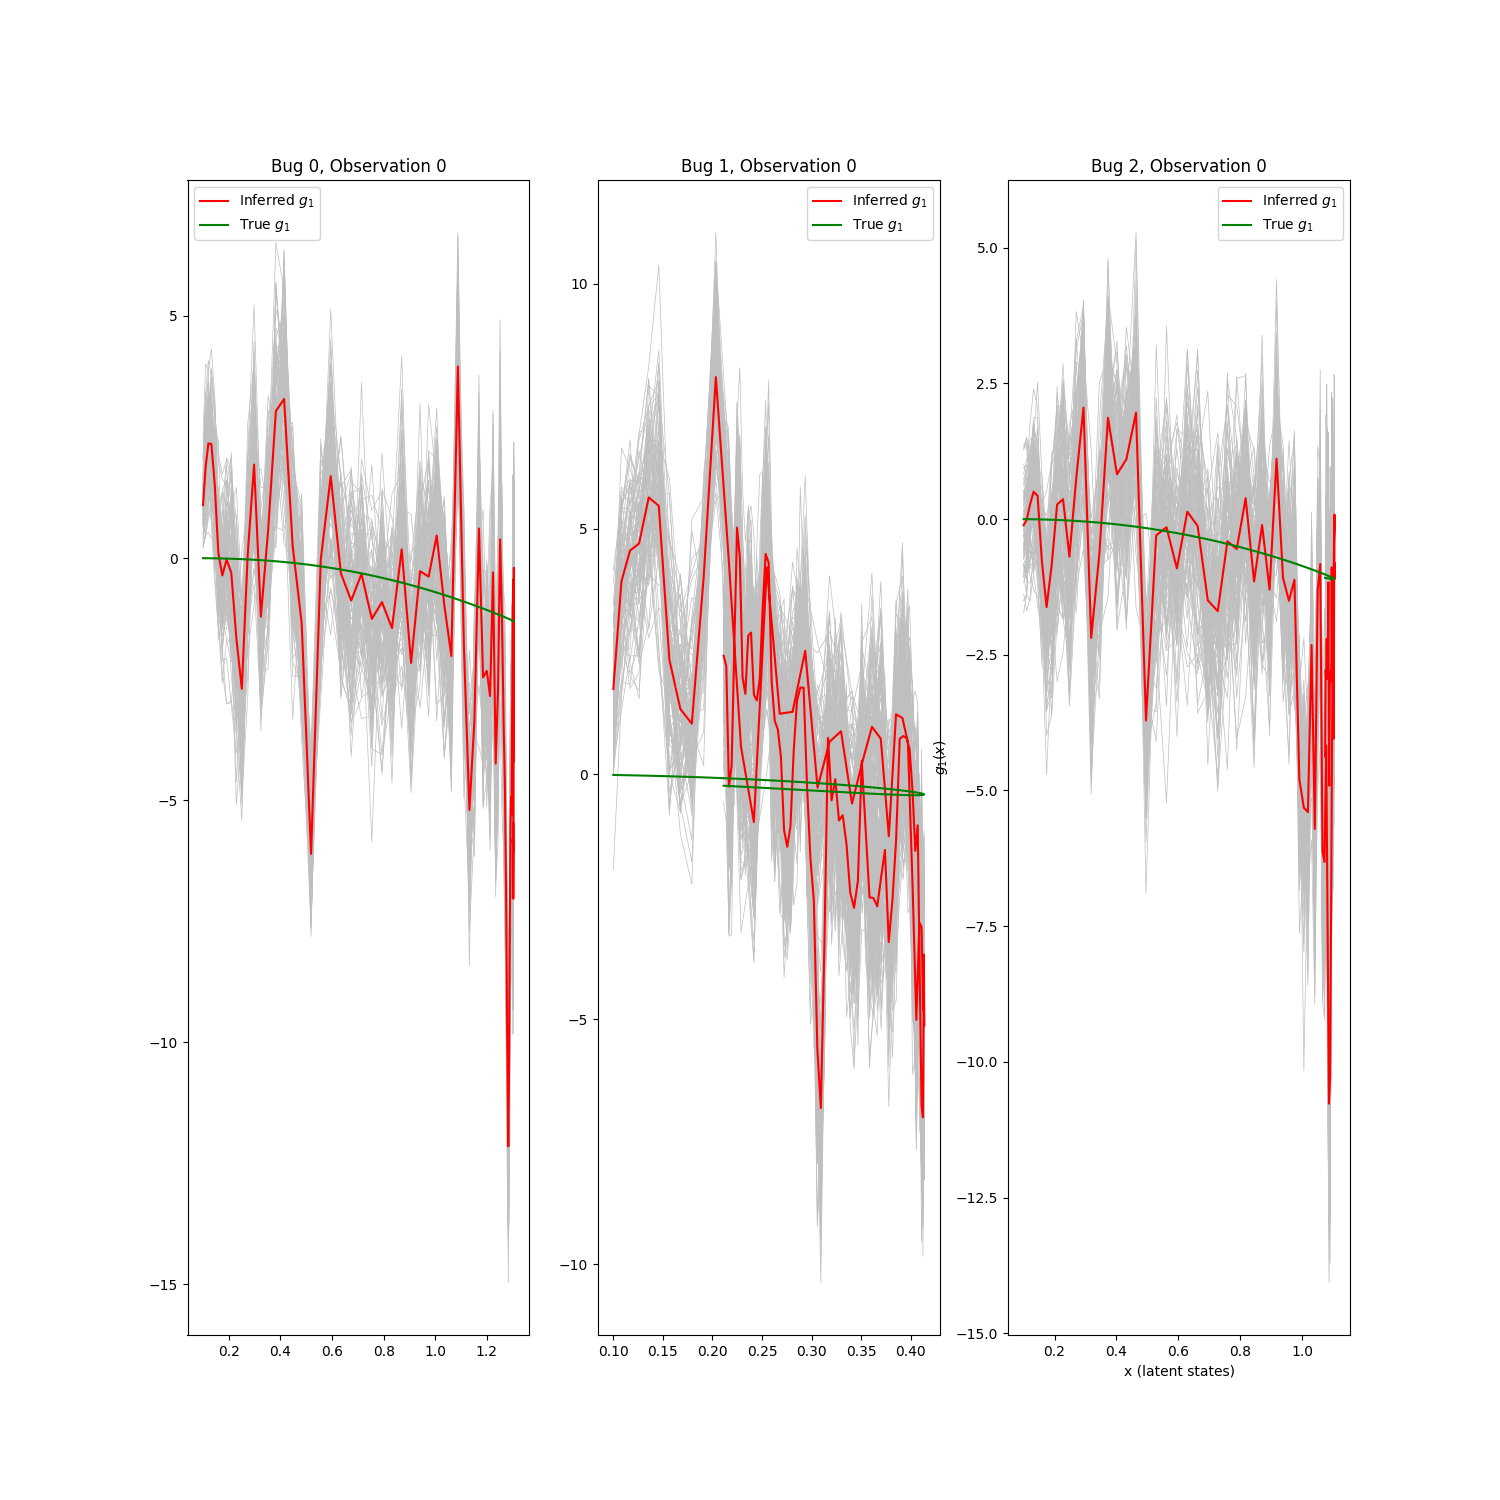 Bug 0, Observation 0
Inferred g₁
True g₁
5
0
−5
−10
−15
0.2 0.4 0.6 0.8 1.0 1.2
Bug 1, Observation 0
Inferred g₁
True g₁
10
5
0
−5
−10
0.10 0.15 0.20 0.25 0.30 0.35 0.40
Bug 2, Observation 0
Inferred g₁
True g₁
g₁(x)
5.0
2.5
0.0
−2.5
−5.0
−7.5
−10.0
−12.5
−15.0
0.2 0.4 0.6 0.8 1.0
x (latent states)